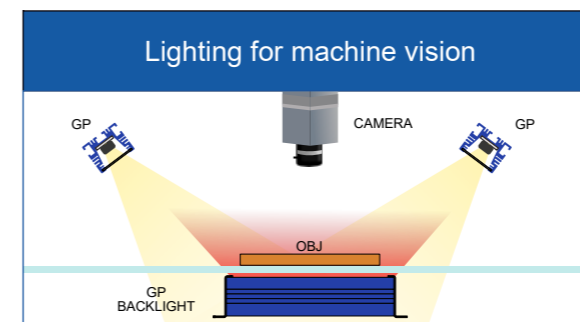 Lighting for machine vision
GP
CAMERA
GP
OBJ
GP
BACKLIGHT